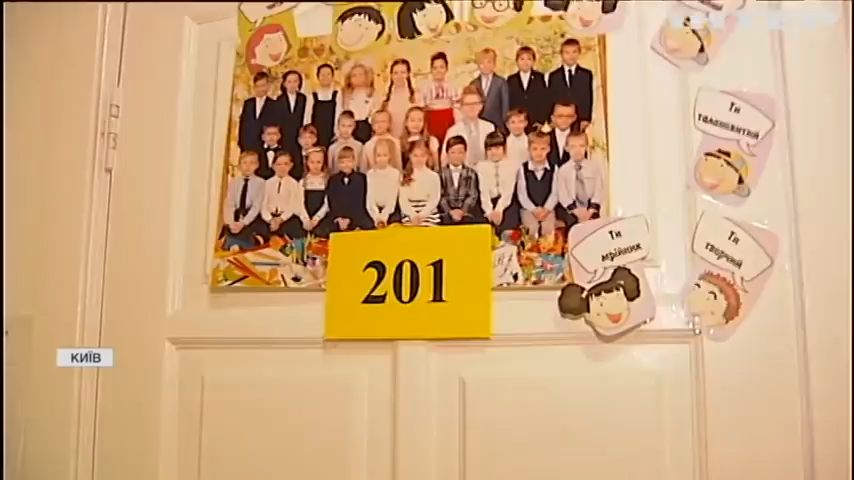 Ти
талановитий
201
Ти
мрійник
Ти
творчий
КИЇВ